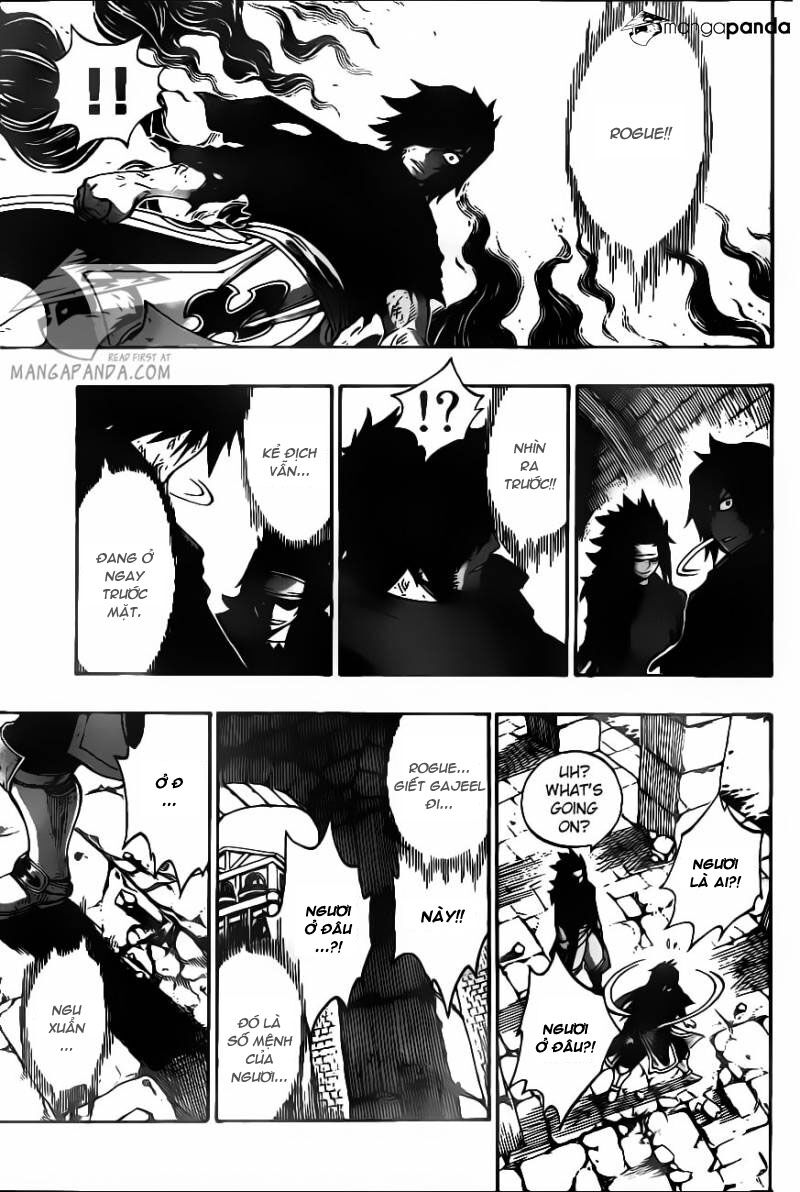 mangapanda
ROGUE!!
!!
READ FIRST AT
MANGAPANDA.COM
NHÌN
RA
TRƯỚC!!
!?
KẺ ĐỊCH
VẪN...
ĐANG Ở
NGAY
TRƯỚC
MẶT.
UH?
WHAT'S
GOING
ON?
NGƯƠI
LÀ AI?!
NGƯƠI
Ở ĐÂU?!
ROGUE...
GIẾT GAJEEL
ĐI...
NÀY!!
NGƯƠI
Ở ĐÂU
...?!
ĐÓ LÀ
SỐ MỆNH
CỦA
NGƯƠI...
Ở Đ
...
NGU
XUẨN
...